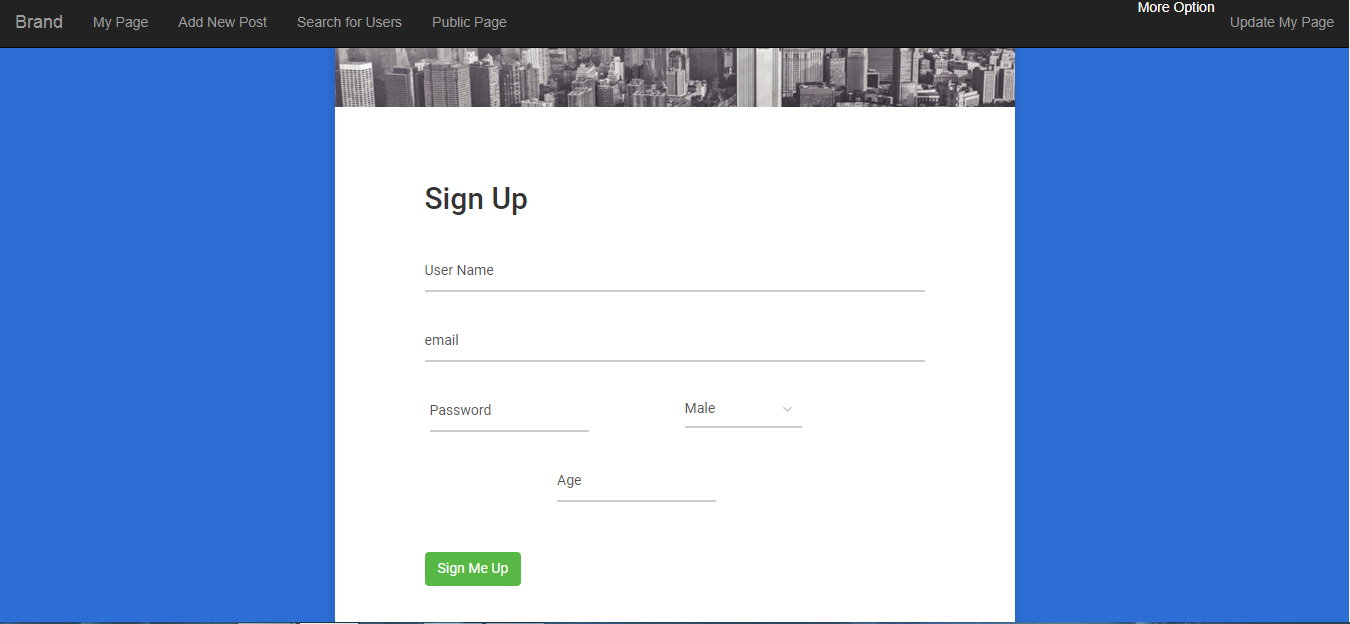 More Option
Brand My Page Add New Post Search for Users Public Page Update My Page
Sign Up
User Name
email
Password Male
Age
Sign Me Up